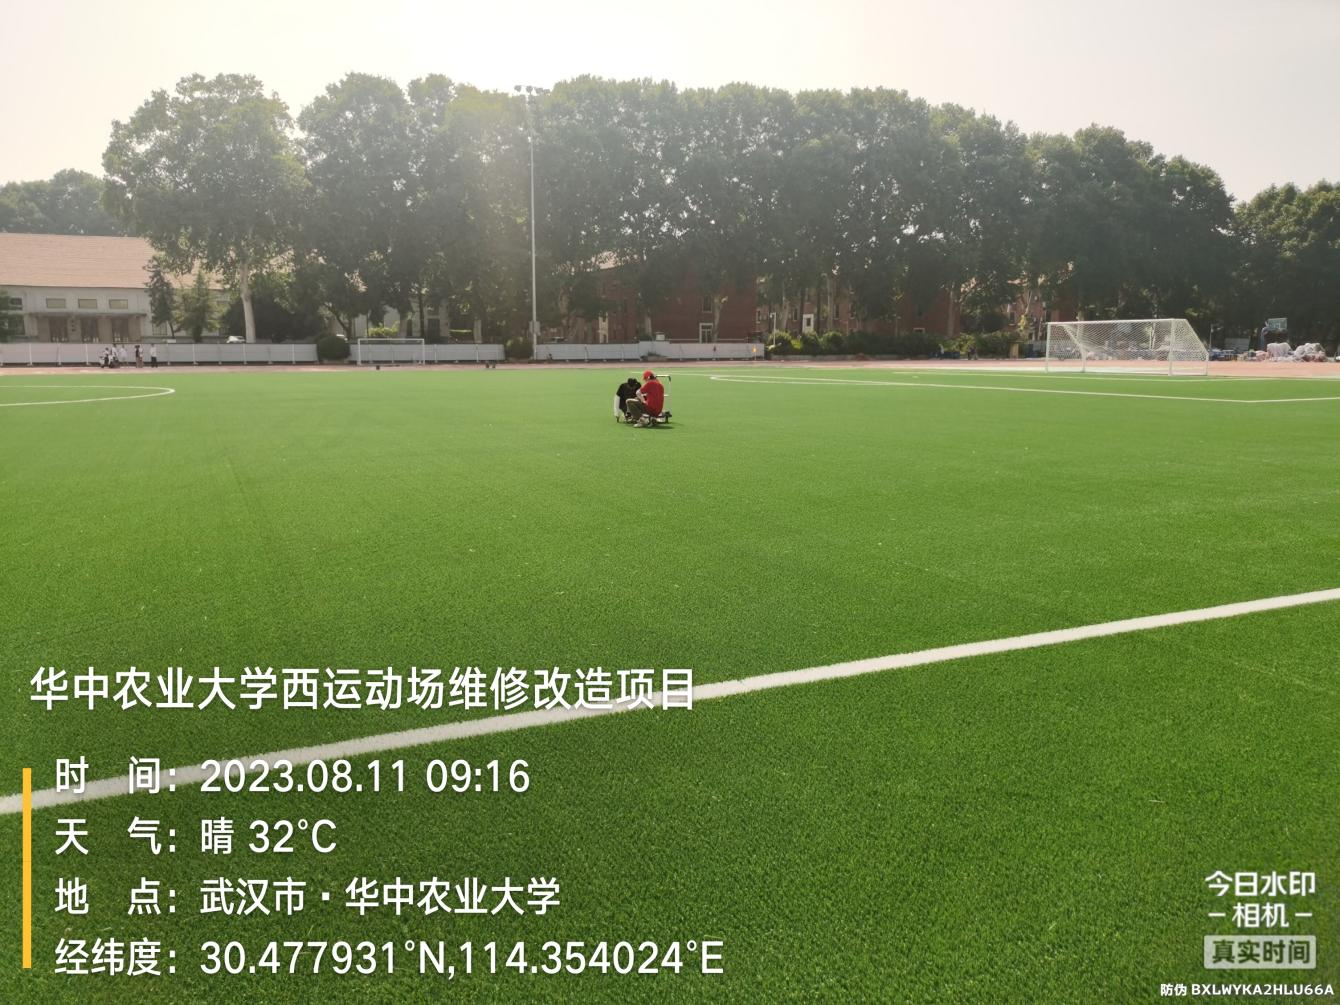 华中农业大学西运动场维修改造项目
时 间：2023.08.11 09:16
天 气：晴 32°C
地 点：武汉市·华中农业大学
经纬度：30.477931°N,114.354024°E
今日水印
相机
真实时间
防伪 BXLWYKA2HLU66A